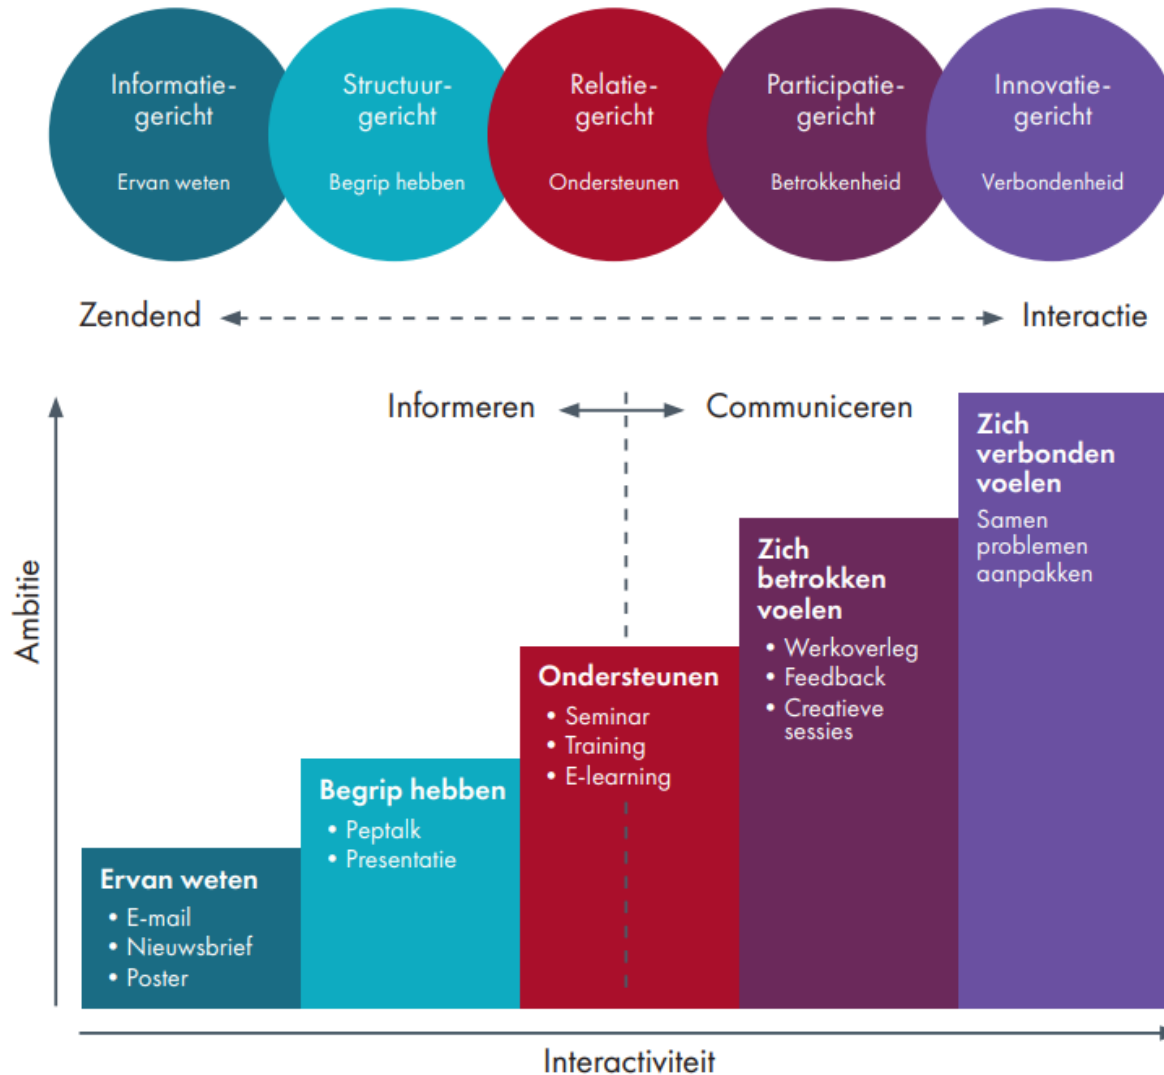 Informatie-
gericht
Ervan weten
Structuur-
gericht
Begrip hebben
Relatie-
gericht
Ondersteunen
Participatie-
gericht
Betrokkenheid
Innovatie-
gericht
Verbondenheid
Zendend
Interactie
Informeren
Communiceren
Ambitie
Ervan weten
• E-mail
• Nieuwsbrief
• Poster
Begrip hebben
• Peptalk
• Presentatie
Ondersteunen
• Seminar
• Training
• E-learning
Zich
betrokken
voelen
• Werkoverleg
• Feedback
• Creatieve
sessies
Zich
verbonden
voelen
Samen
problemen
aanpakken
Interactiviteit